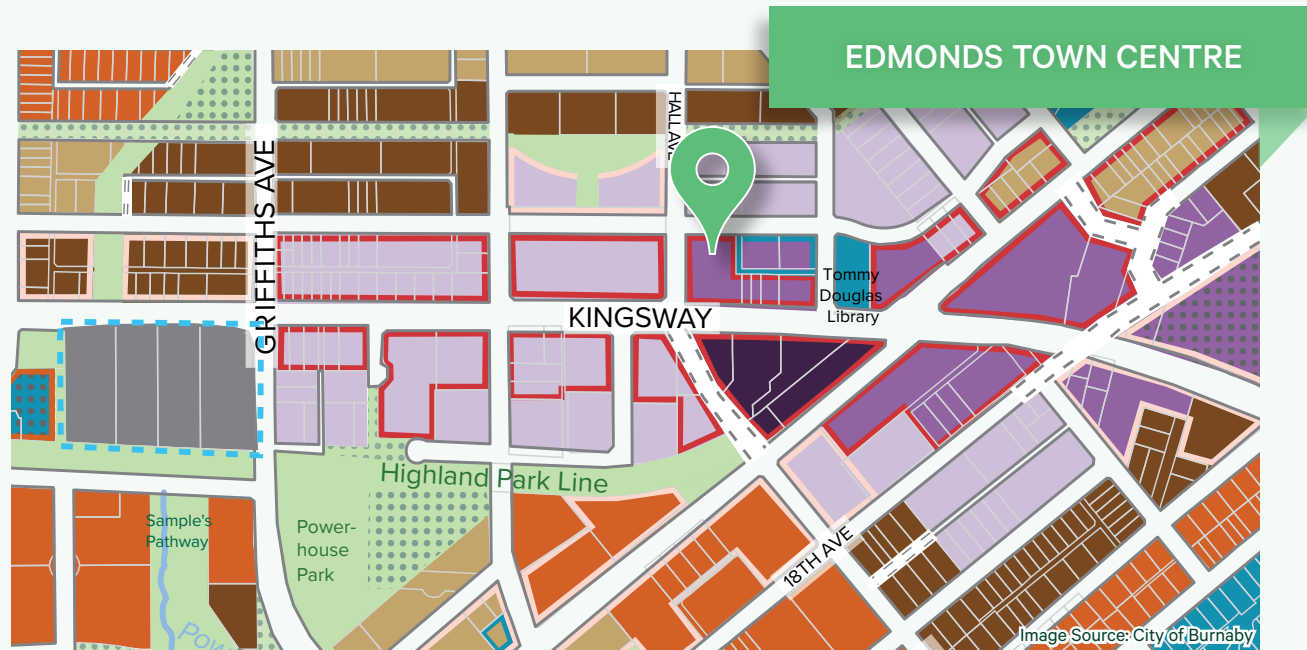 EDMONDS TOWN CENTRE
HALL AVE
GRIFFITHS AVE
Tommy
Douglas
Library
KINGSWAY
Highland Park Line
Sample's
Pathway
Power-
house
Park
18TH AVE
Pow
Image Source: City of Burnaby